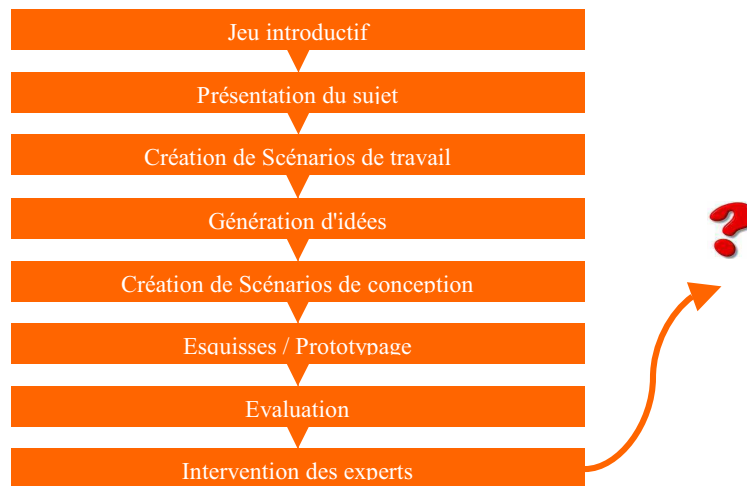 Jeu introductif
Présentation du sujet
Création de Scénarios de travail
Génération d'idées
Création de Scénarios de conception
Esquisses / Prototypage
Evaluation
Intervention des experts
?